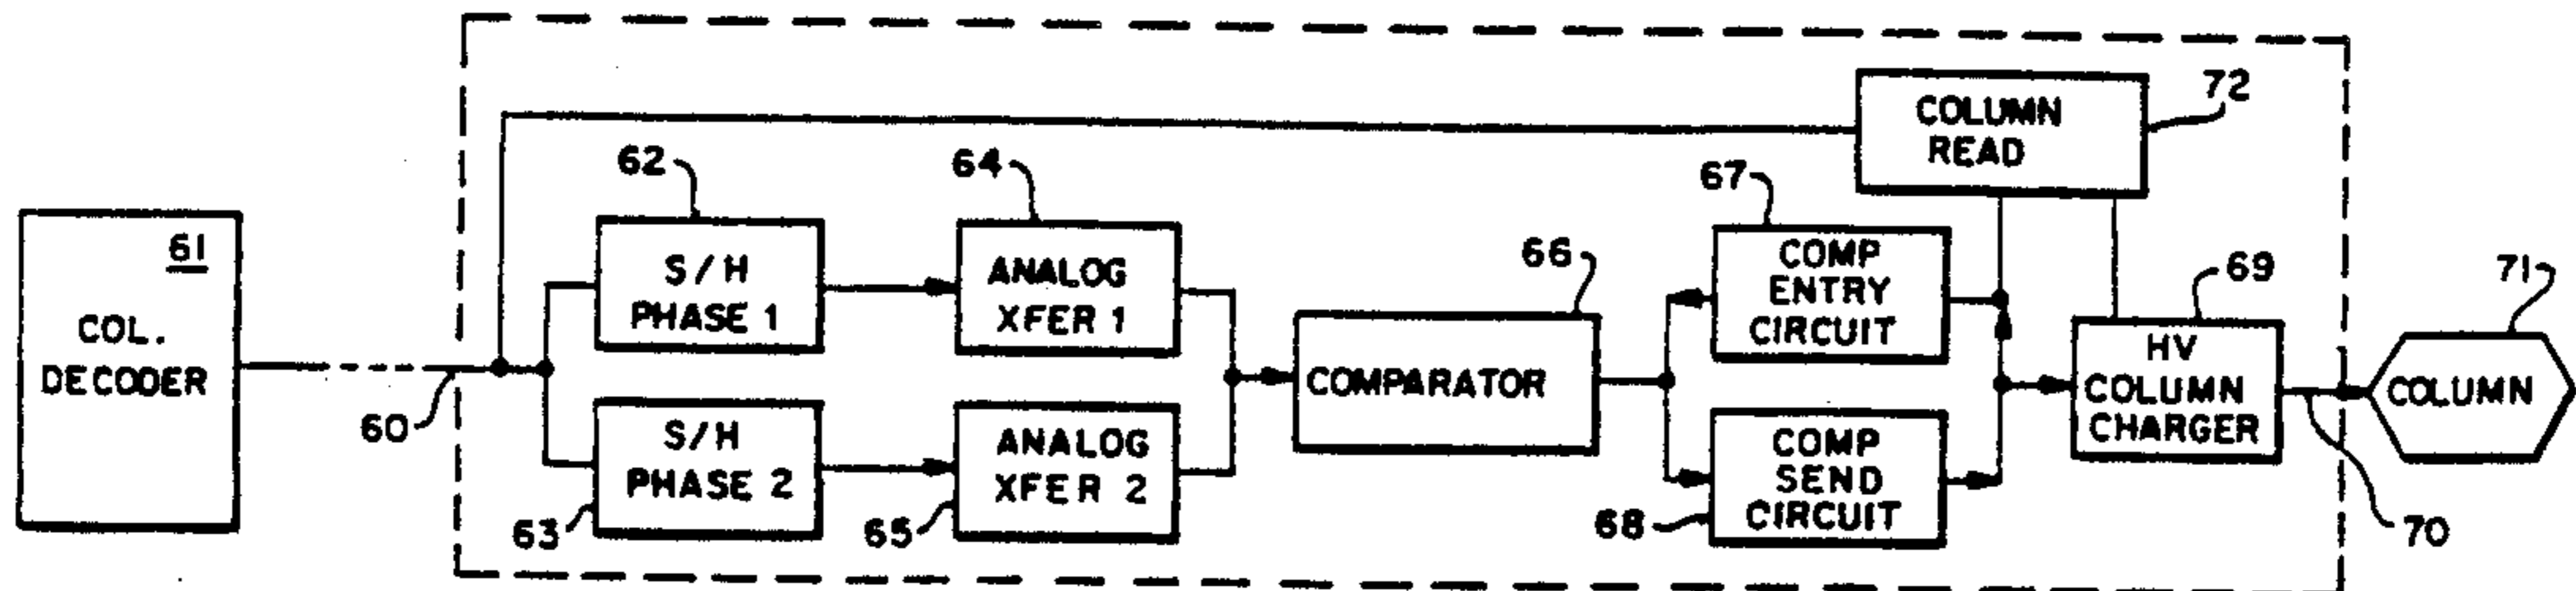 61
COL.
DECODER
60
62
S/H
PHASE 1
S/H
PHASE 2
63
64
ANALOG
XFER 1
ANALOG
XFER 2
65
66
COMPARATOR
67
COMP
ENTRY
CIRCUIT
COMP
SEND
CIRCUIT
68
COLUMN
READ
72
69
HV
COLUMN
CHARGER
70
71
COLUMN